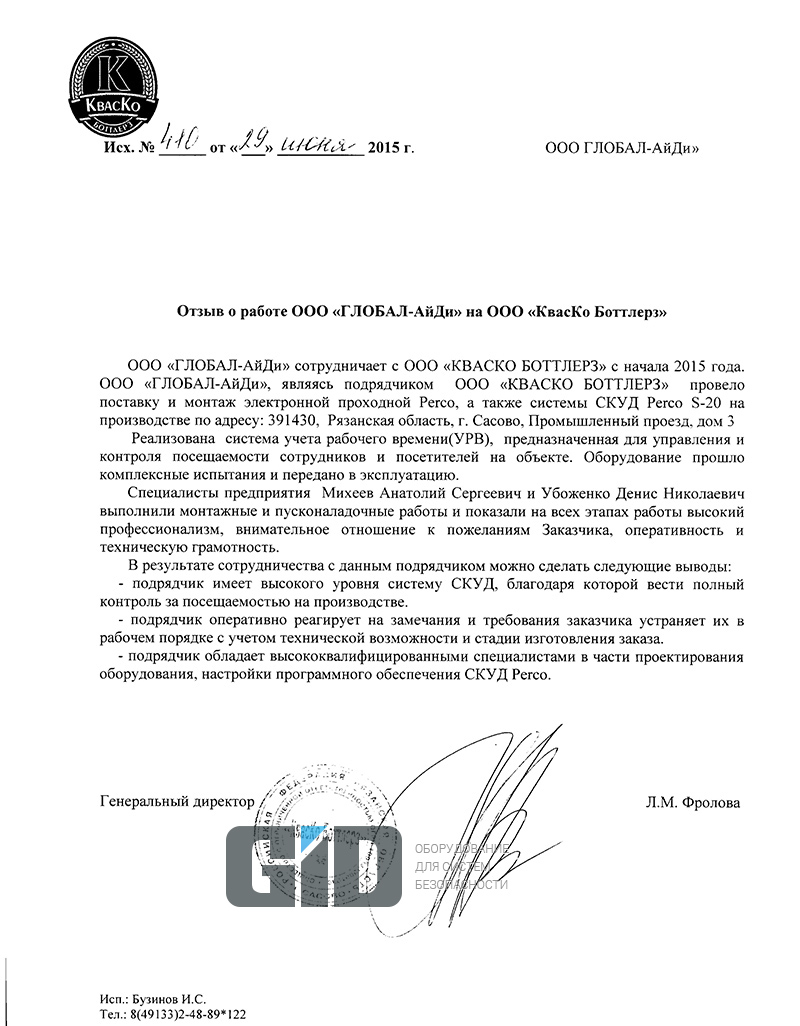 К
КВАСКО
БОТТЛЕРЗ
Исх. № 410 от «29» июня 2015 г.
ООО ГЛОБАЛ-АйДи»
Отзыв о работе ООО «ГЛОБАЛ-АйДи» на ООО «КвасКо Боттлерз»
ООО «ГЛОБАЛ-АйДи» сотрудничает с ООО «КВАСКО БОТТЛЕРЗ» с начала 2015 года.
ООО «ГЛОБАЛ-АйДи», являясь подрядчиком ООО «КВАСКО БОТТЛЕРЗ» провело
поставку и монтаж электронной проходной Perco, а также системы СКУД Perco S-20 на
производстве по адресу: 391430, Рязанская область, г. Сасово, Промышленный проезд, дом 3
Реализована система учета рабочего времени(УРВ), предназначенная для управления и
контроля посещаемости сотрудников и посетителей на объекте. Оборудование прошло
комплексные испытания и передано в эксплуатацию.
Специалисты предприятия Михеев Анатолий Сергеевич и Убоженко Денис Николаевич
выполнили монтажные и пусконаладочные работы и показали на всех этапах работы высокий
профессионализм, внимательное отношение к пожеланиям Заказчика, оперативность и
техническую грамотность.
В результате сотрудничества с данным подрядчиком можно сделать следующие выводы:
- подрядчик имеет высокого уровня систему СКУД, благодаря которой вести полный
контроль за посещаемостью на производстве.
- подрядчик оперативно реагирует на замечания и требования заказчика устраняет их в
рабочем порядке с учетом технической возможности и стадии изготовления заказа.
- подрядчик обладает высококвалифицированными специалистами в части проектирования
оборудования, настройки программного обеспечения СКУД Perco.
Генеральный директор
Л.М. Фролова
РОССИЙСКАЯ ФЕДЕРАЦИЯ
ОБОРУДОВАНИЕ
ДЛЯ СИСТЕМ
БЕЗОПАСНОСТИ
Исп.: Бузинов И.С.
Тел.: 8(49133)2-48-89*122